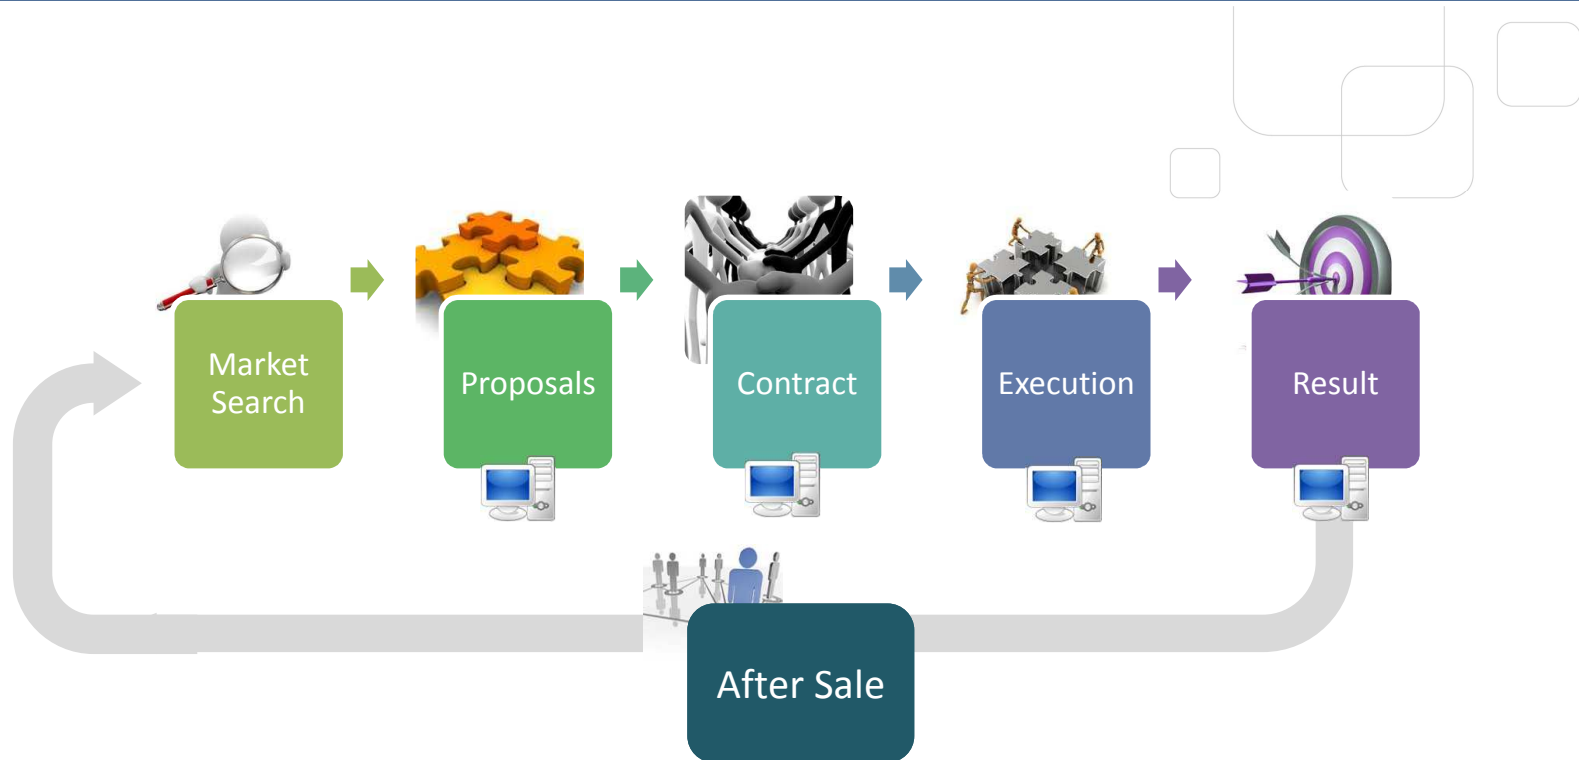 Market
Search
Proposals
Contract
Execution
Result
After Sale